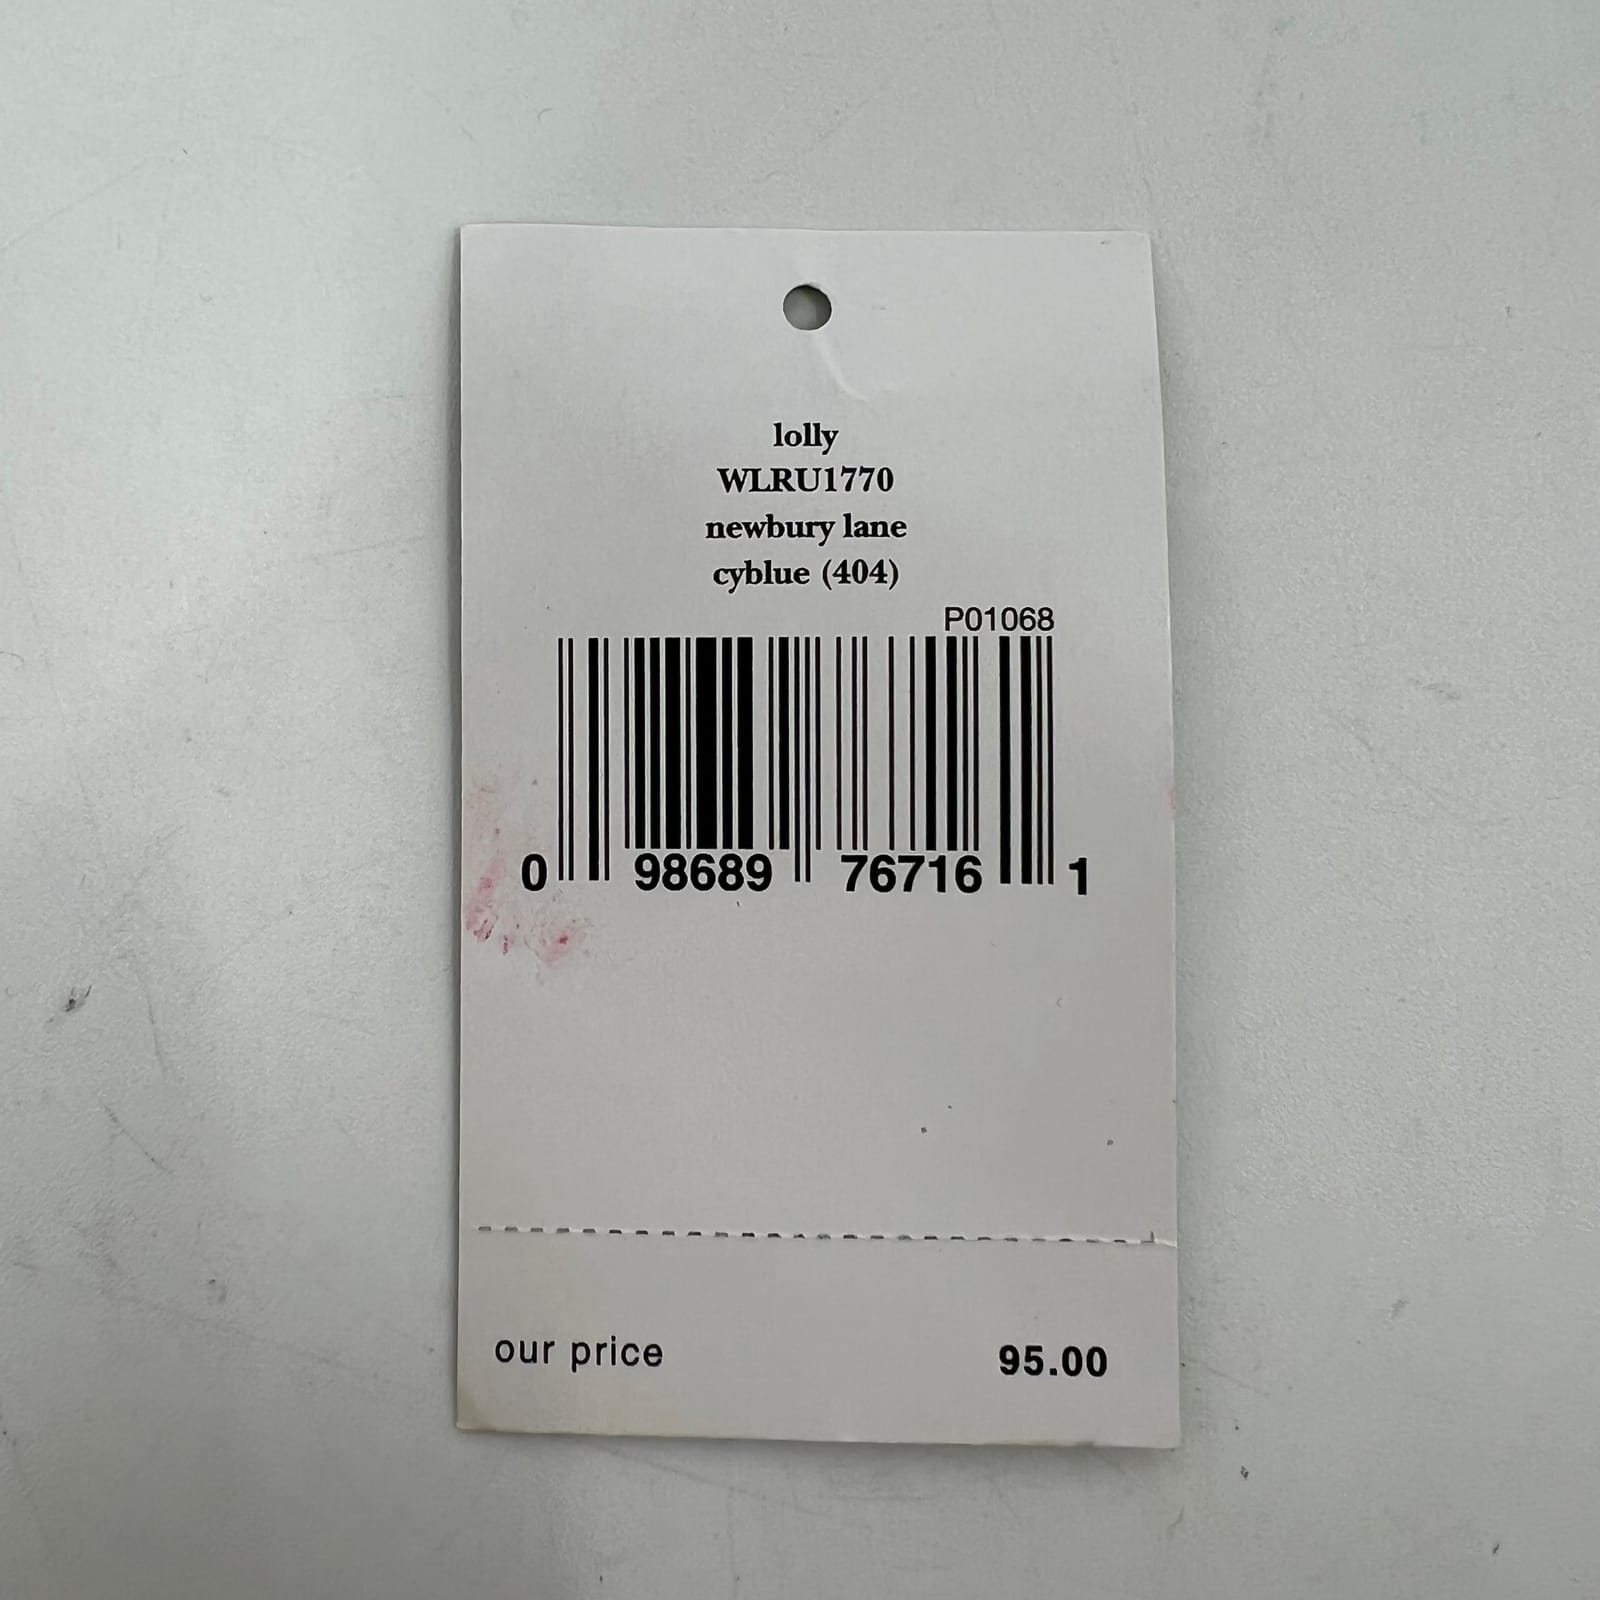 lolly
WLRU1770
newbury lane
cyblue (404)
P01068
0 98689 76716 1
our price 95.00